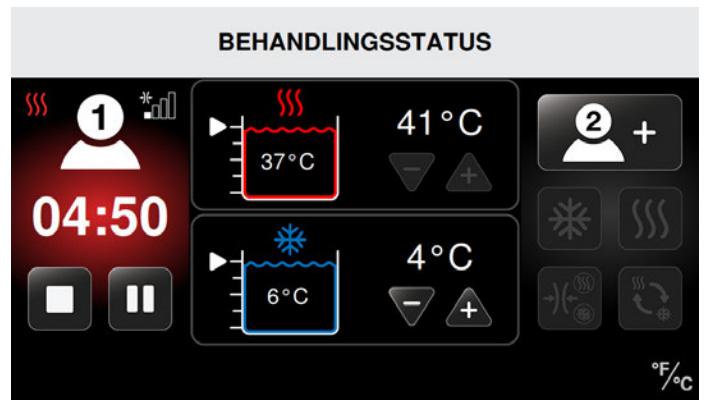 BEHANDLINGSSTATUS
1
04:50
37°C
41°C
6°C
4°C
2 +
°F/°C